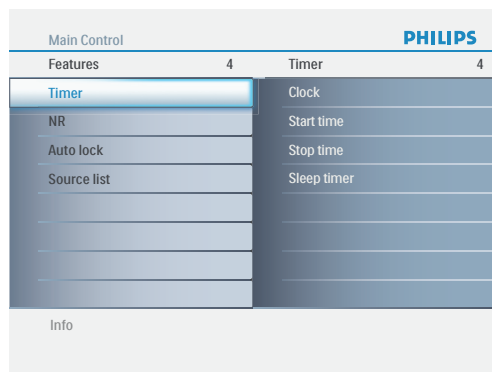 Main Control
PHILIPS
Features 4
Timer 4
Timer
Clock
NR
Start time
Auto lock
Stop time
Source list
Sleep timer
Info